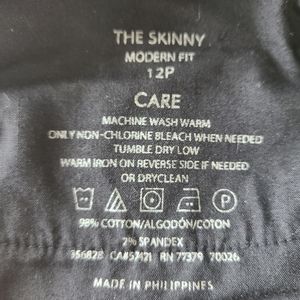 THE SKINNY
MODERN FIT
12P
CARE
MACHINE WASH WARM
ONLY NON-CHLORINE BLEACH WHEN NEEDED
TUMBLE DRY LOW
WARM IRON ON REVERSE SIDE IF NEEDED
OR DRYCLEAN
P
98% COTTON/ALGODÓN/COTON
2% SPANDEX
356828 CA#57421 RN 77379 70026
MADE IN PHILIPPINES